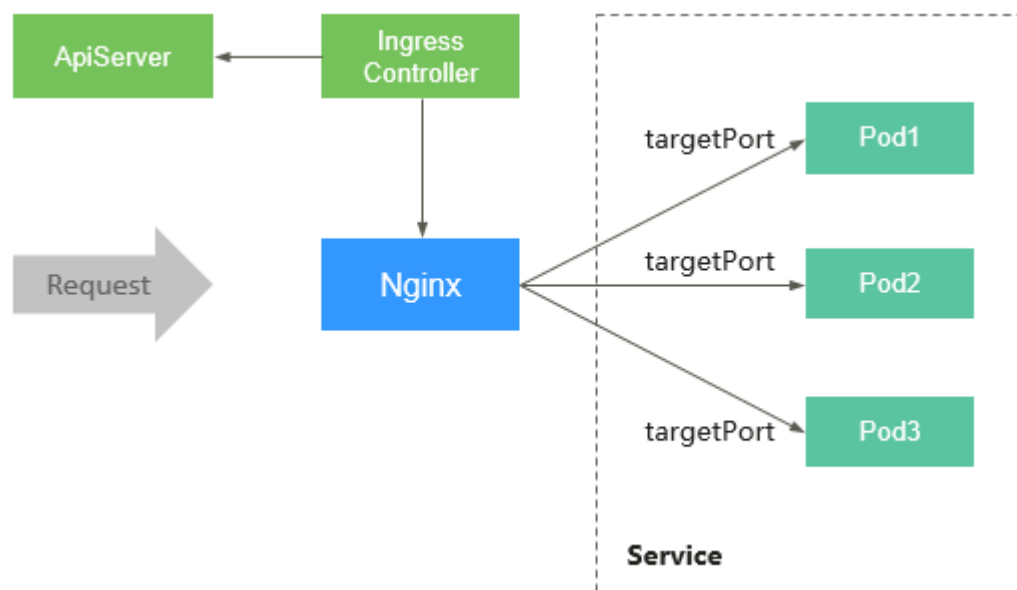 ApiServer
Ingress
Controller
targetPort
Pod1
Request
Nginx
targetPort
Pod2
targetPort
Pod3
Service